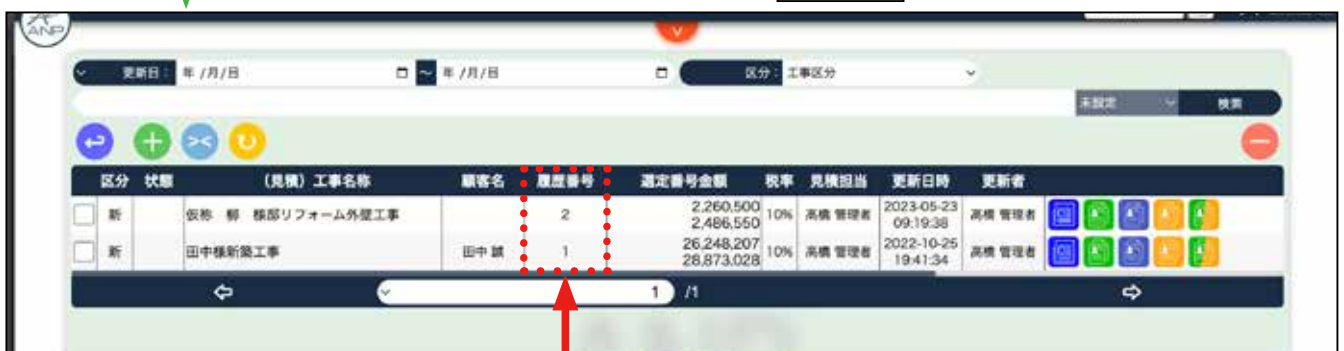 ANP
更新日: 年 /月/日 ~ 年 /月/日 区分: 工事区分
未設定 検索
区分 状態 (見積) 工事名称 顧客名 履歴番号 選定番号金額 税率 見積担当 更新日時 更新者
新 仮称 柳 様邸リフォーム外壁工事 2 2,260,500 10% 高橋 管理者 2023-05-23 高橋 管理者
2,486,550 09:19:38
新 田中様新築工事 田中 誠 1 26,248,207 10% 高橋 管理者 2022-10-25 高橋 管理者
28,873,028 19:41:34
1 /1